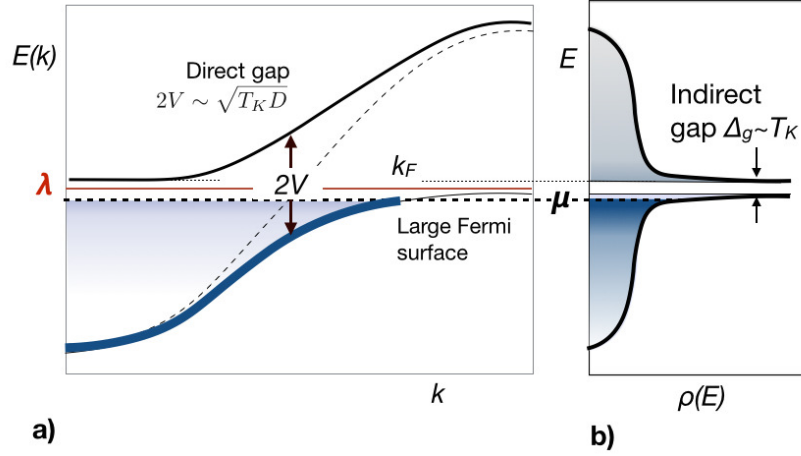 E(k)
Direct gap
2V ∼ √T_K D
λ
2V
k_F
Large Fermi
surface
k
a)
E
Indirect
gap Δ_g~T_K
μ
ρ(E)
b)